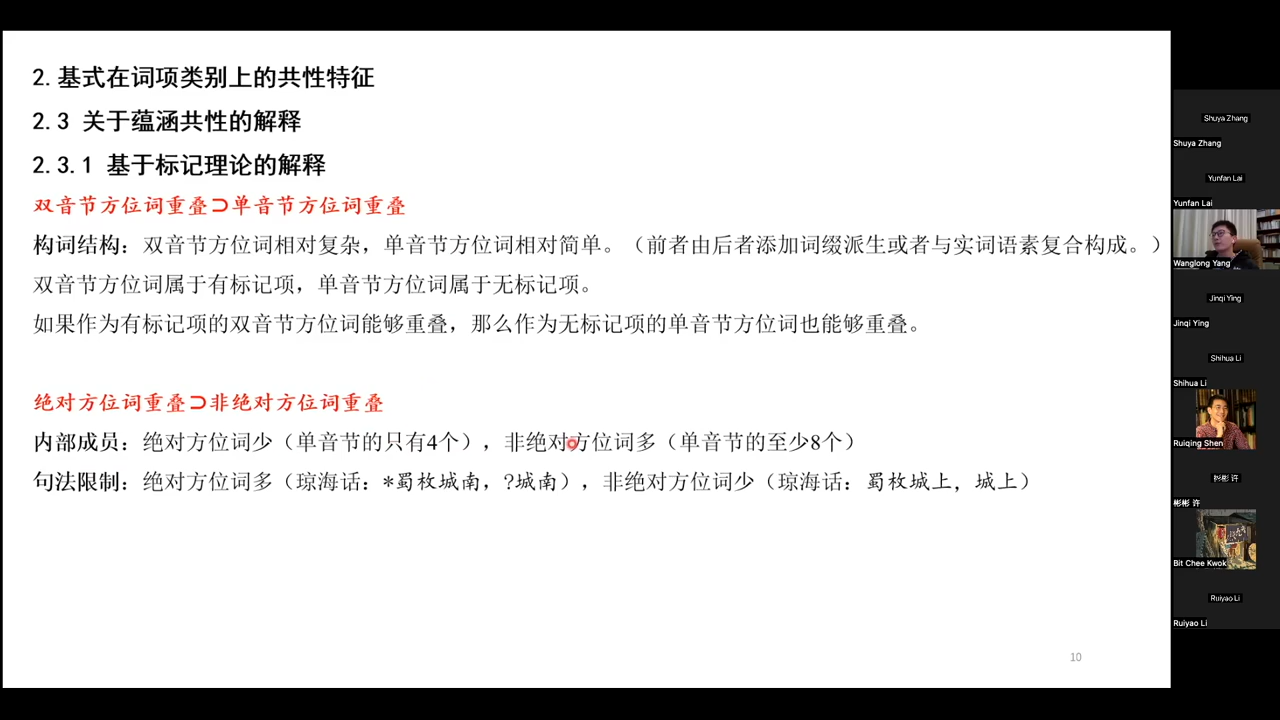 2.基式在词项类别上的共性特征
2.3 关于蕴涵共性的解释
2.3.1 基于标记理论的解释
双音节方位词重叠⊃单音节方位词重叠
构词结构：双音节方位词相对复杂，单音节方位词相对简单。（前者由后者添加词缀派生或者与实词语素复合构成。）
双音节方位词属于有标记项，单音节方位词属于无标记项。
如果作为有标记项的双音节方位词能够重叠，那么作为无标记项的单音节方位词也能够重叠。
绝对方位词重叠⊃非绝对方位词重叠
内部成员：绝对方位词少（单音节的只有4个），非绝对方位词多（单音节的至少8个）
句法限制：绝对方位词多（琼海话：*蜀枚城南，?城南），非绝对方位词少（琼海话：蜀枚城上，城上）
10
Shuya Zhang
Shuya Zhang
Yunfan Lai
Yunfan Lai
Wanglong Yang
Jinqi Ying
Jinqi Ying
Shihua Li
Shihua Li
Ruiqing Shen
彬彬 许
彬彬 许
Bit Chee Kwok
Ruiyao Li
Ruiyao Li